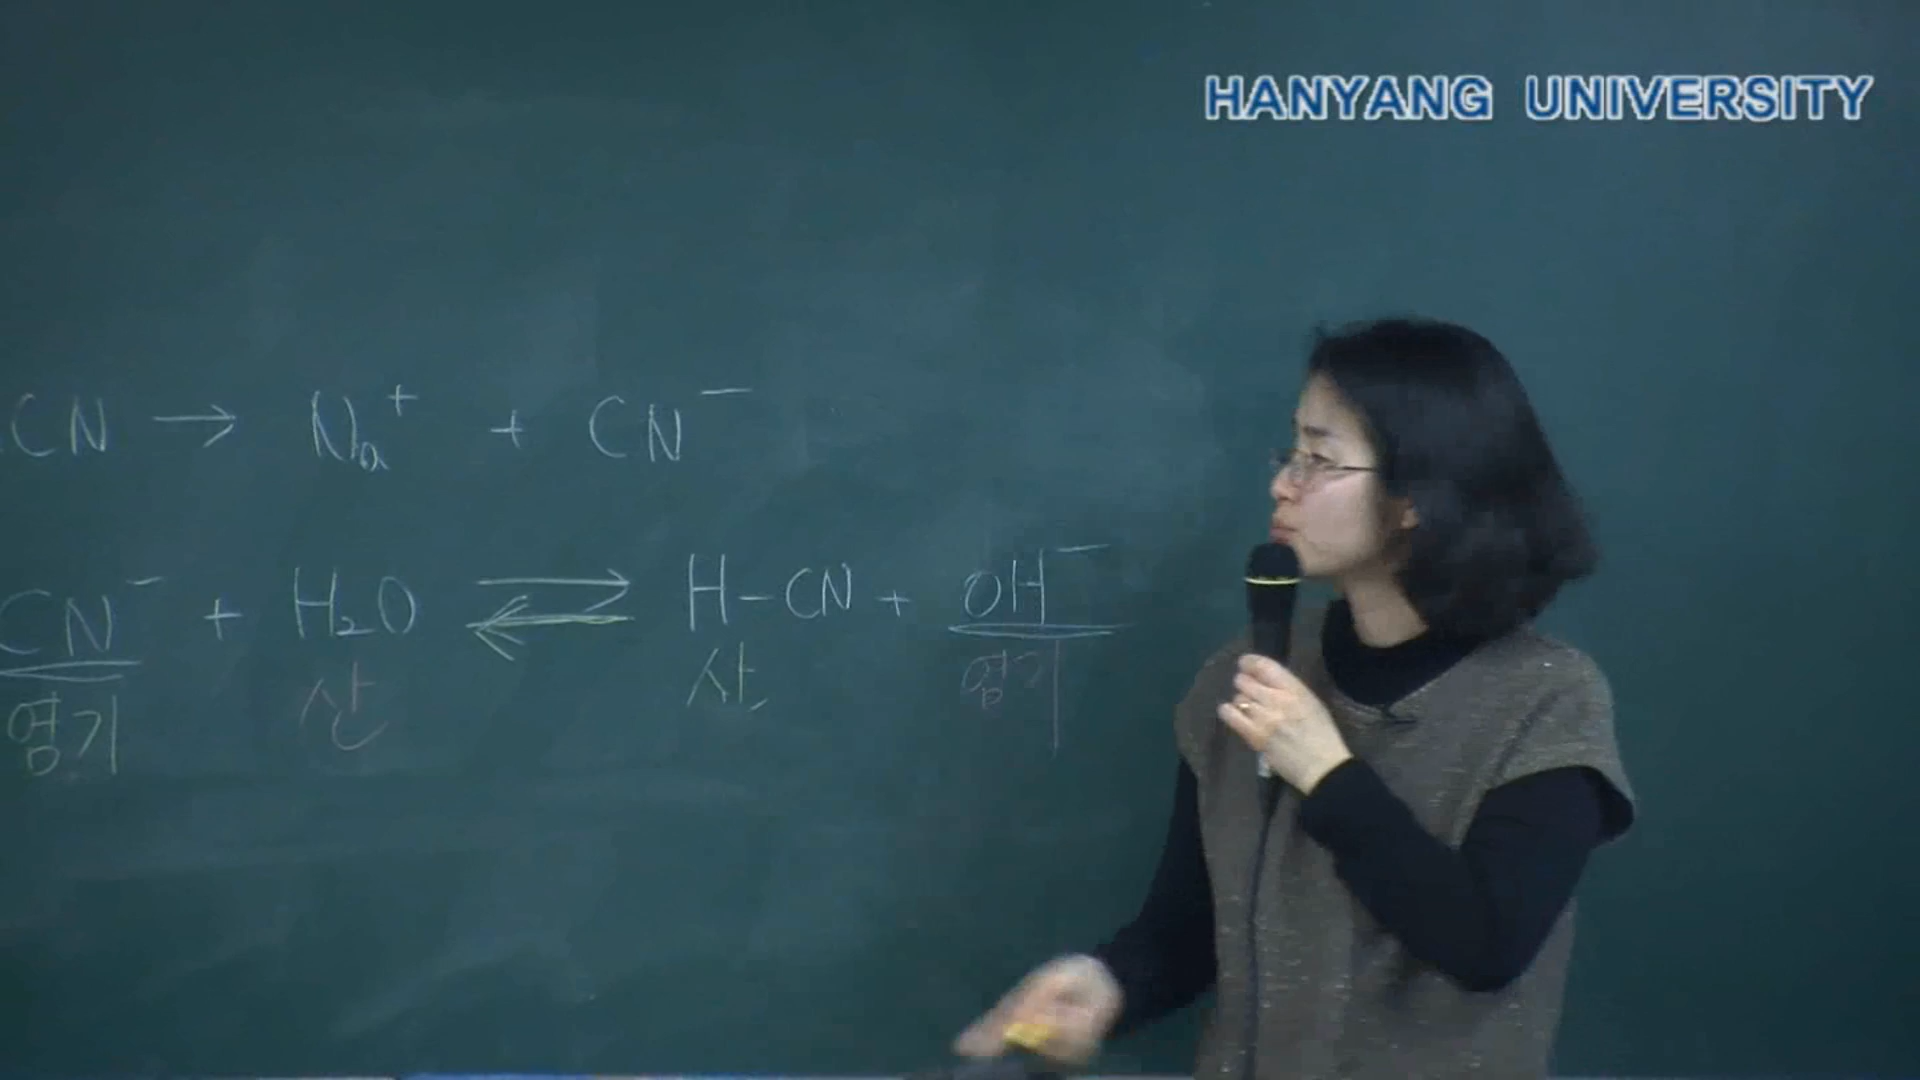 HANYANG UNIVERSITY
CN → Na⁺ + CN⁻
CN⁻ + H₂O ⇌ H-CN + OH⁻
염기 산 산 염기